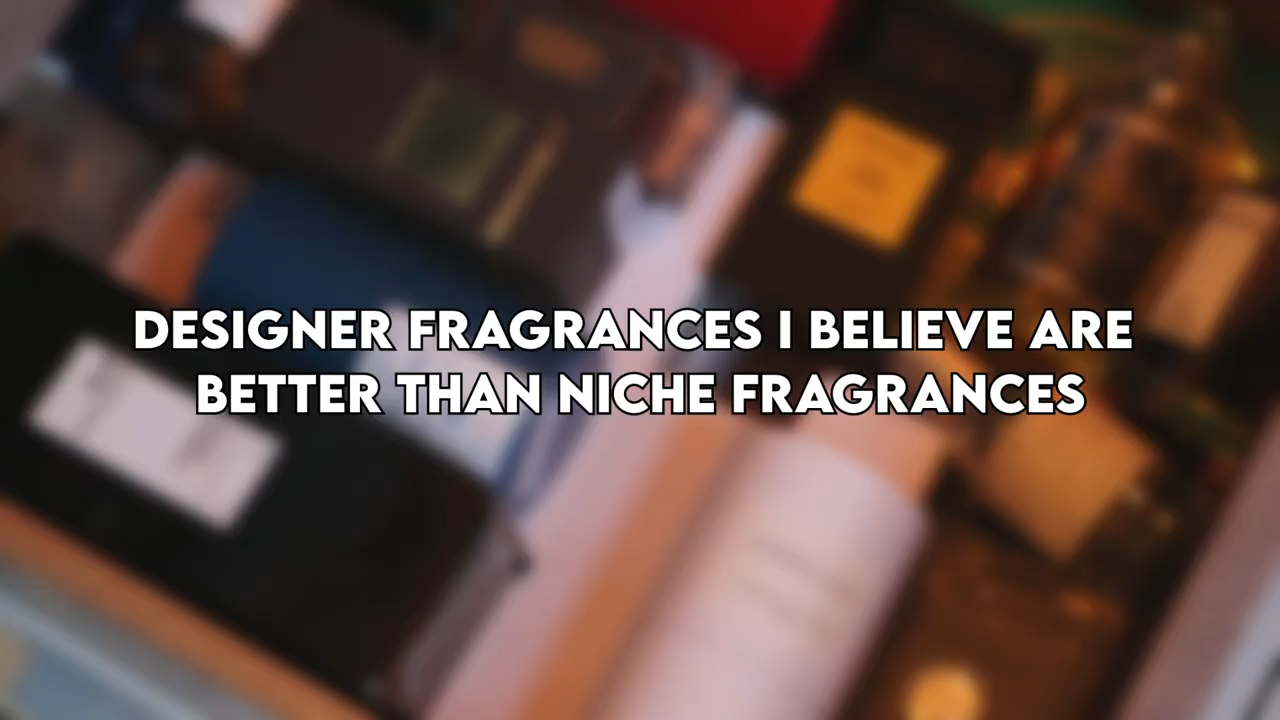 DESIGNER FRAGRANCES I BELIEVE ARE
BETTER THAN NICHE FRAGRANCES